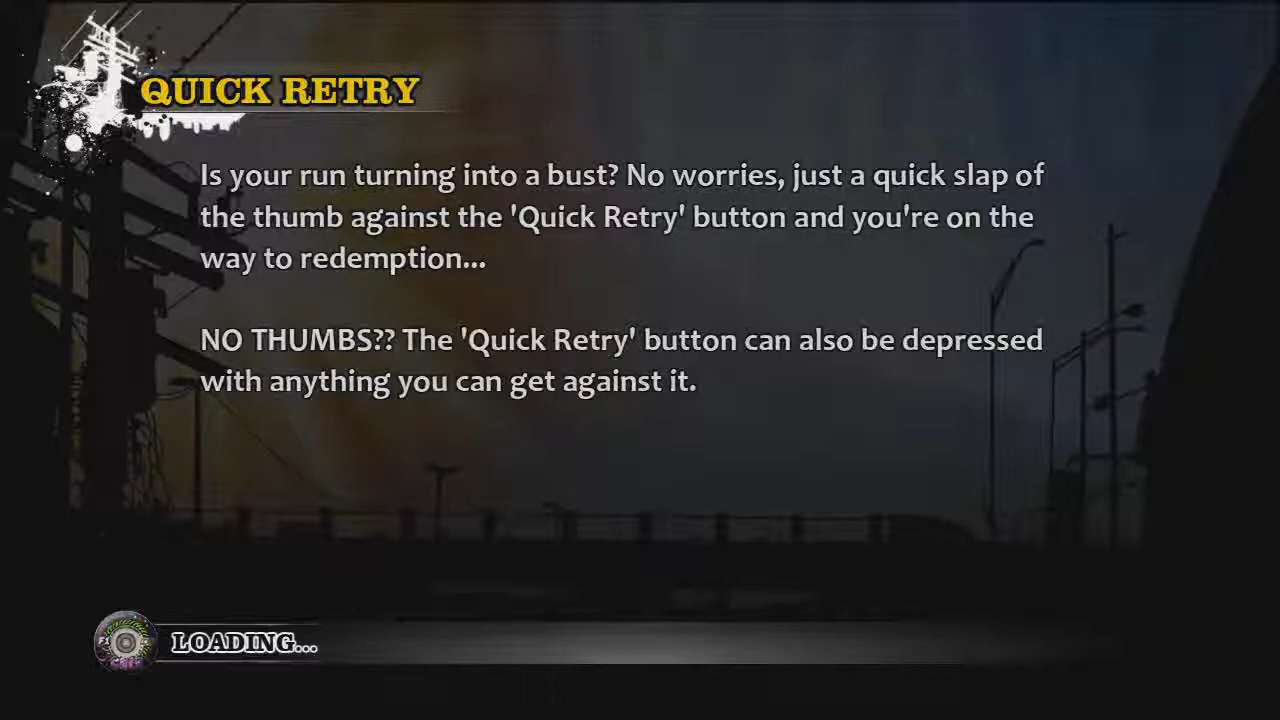 QUICK RETRY
Is your run turning into a bust? No worries, just a quick slap of
the thumb against the 'Quick Retry' button and you're on the
way to redemption...
NO THUMBS?? The 'Quick Retry' button can also be depressed
with anything you can get against it.
LOADING...